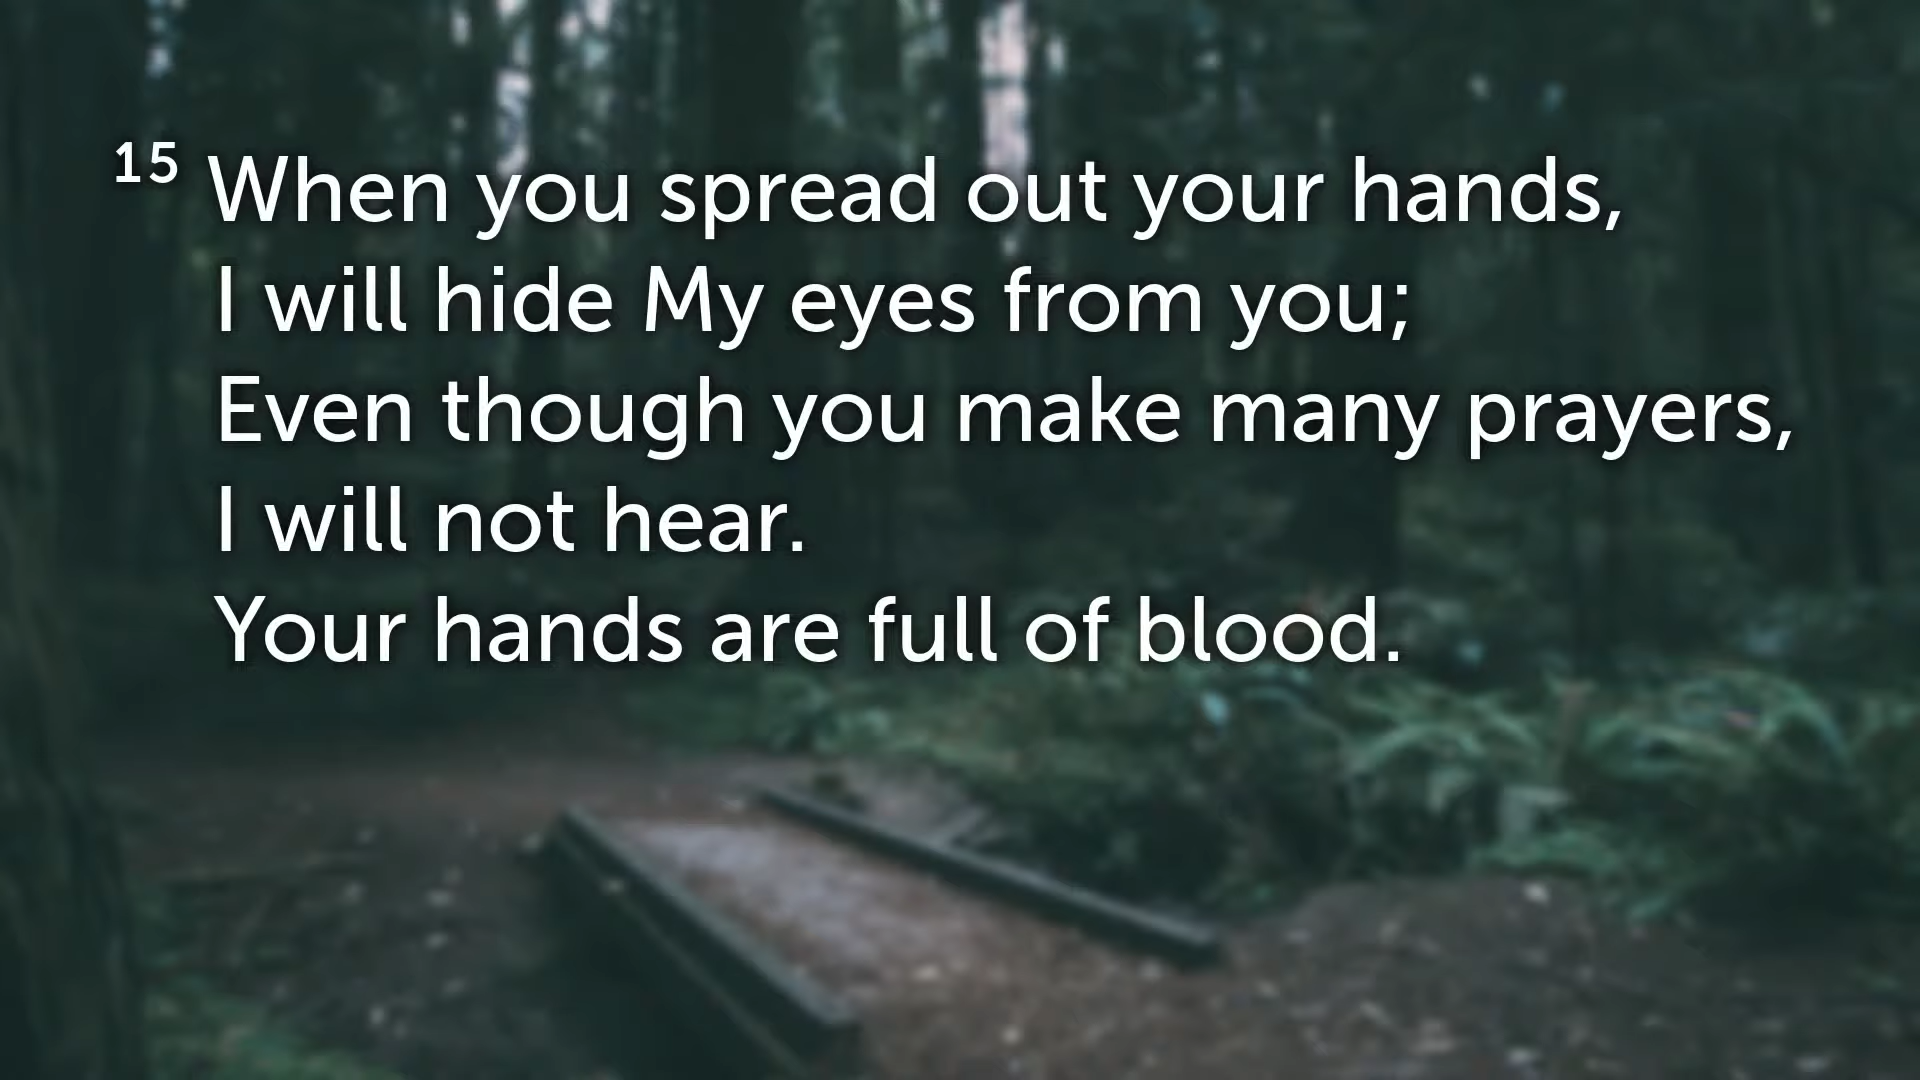 15 When you spread out your hands,
I will hide My eyes from you;
Even though you make many prayers,
I will not hear.
Your hands are full of blood.